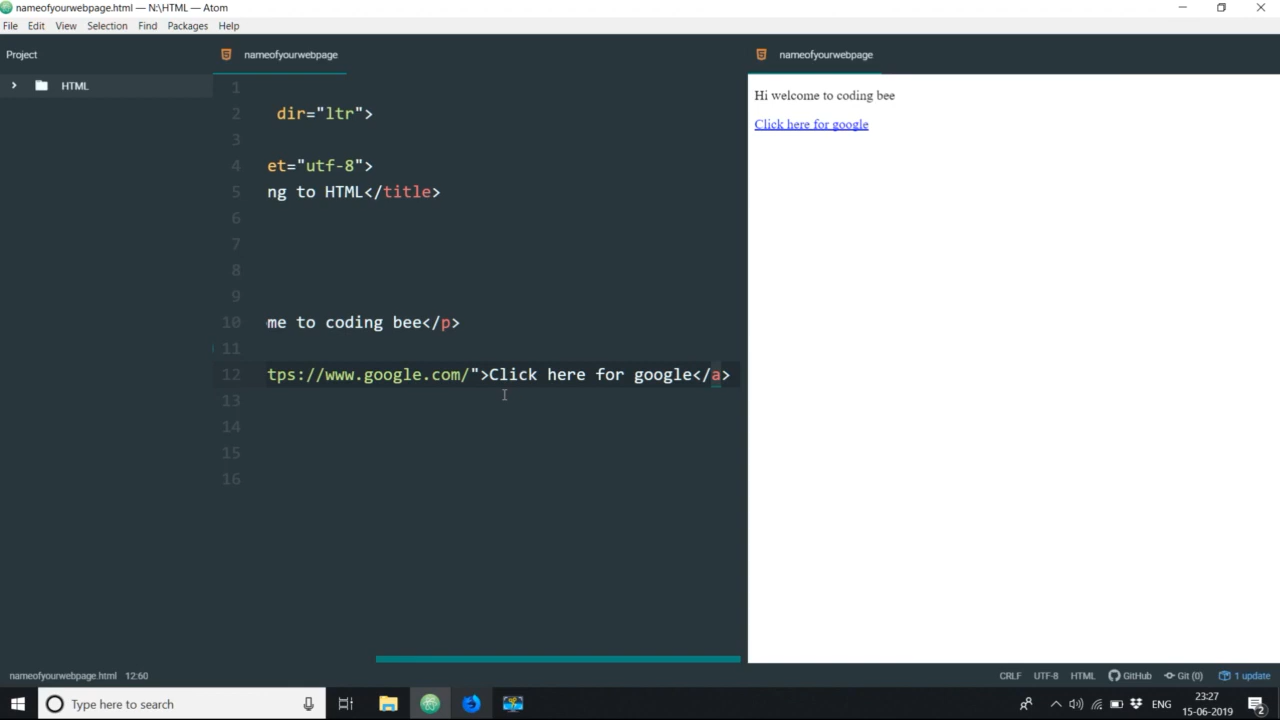 nameofyourwebpage.html — N:\HTML — Atom
File Edit View Selection Find Packages Help
Project
HTML
nameofyourwebpage
1
2 dir="ltr">
3
4 et="utf-8">
5 ng to HTML</title>
6
7
8
9
10 me to coding bee</p>
11
12 tps://www.google.com/">Click here for google</a>
13
14
15
16
nameofyourwebpage
Hi welcome to coding bee
Click here for google
nameofyourwebpage.html 12:60
CRLF UTF-8 HTML GitHub Git (0) 1 update
Type here to search
ENG
23:27
15-06-2019
2